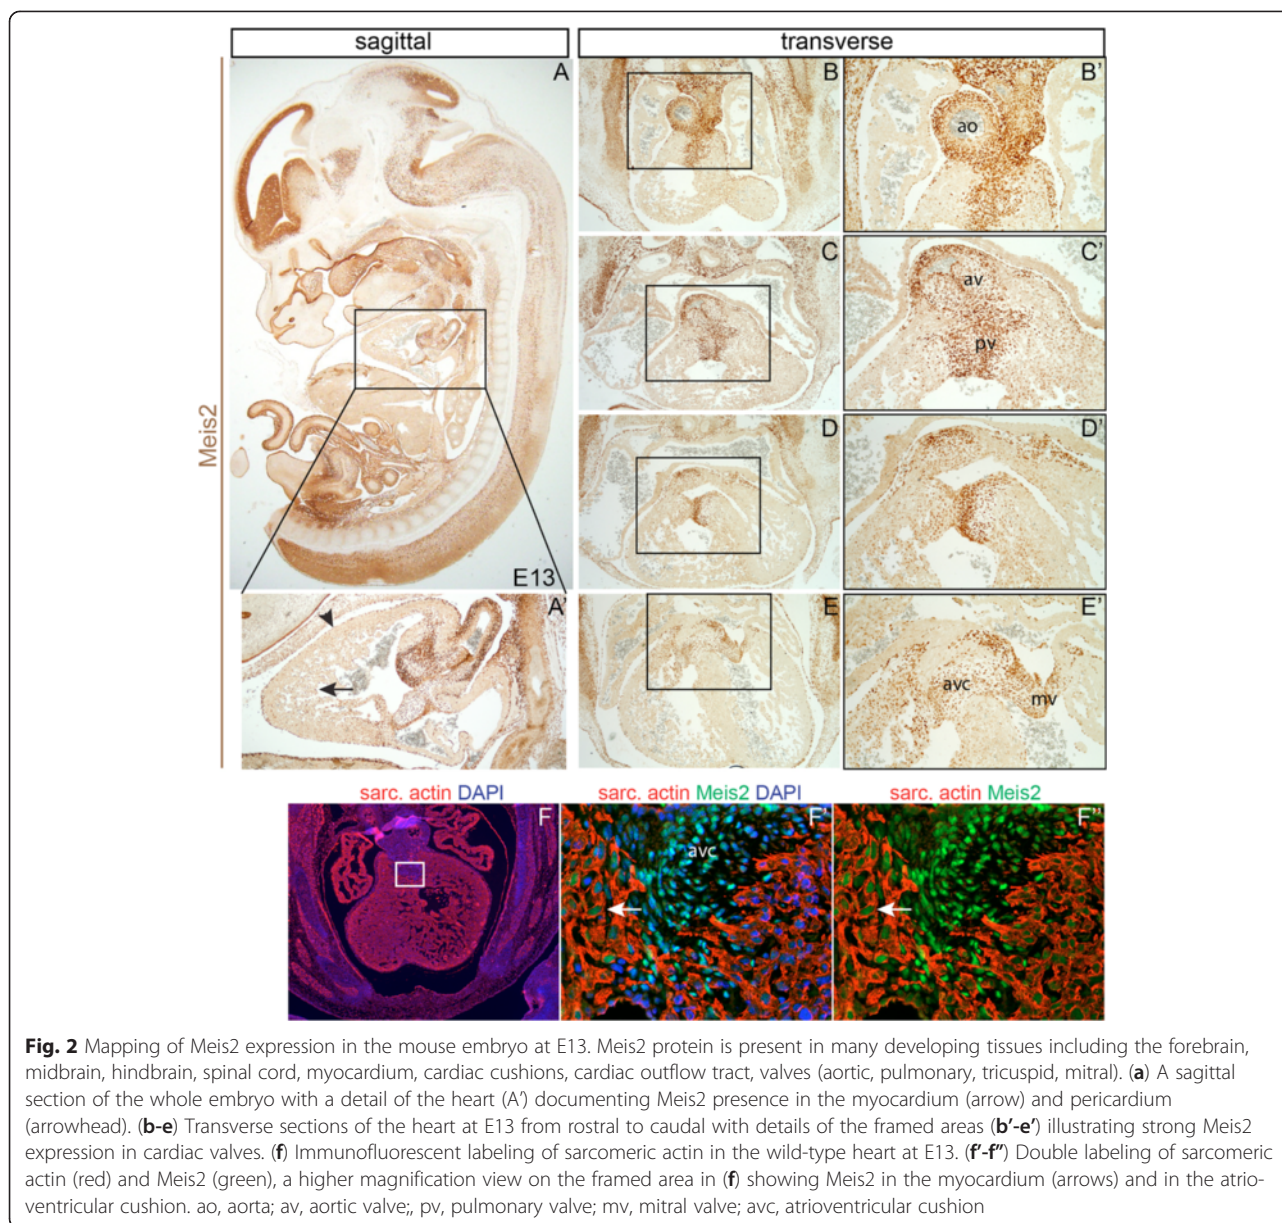 sagittal
transverse
Meis2
A
B
B'
ao
C
C'
av
pv
D
D'
E13
A'
E
E'
avc
mv
sarc. actin DAPI
sarc. actin Meis2 DAPI
sarc. actin Meis2
F
F'
avc
F"
Fig. 2 Mapping of Meis2 expression in the mouse embryo at E13. Meis2 protein is present in many developing tissues including the forebrain,
midbrain, hindbrain, spinal cord, myocardium, cardiac cushions, cardiac outflow tract, valves (aortic, pulmonary, tricuspid, mitral). (a) A sagittal
section of the whole embryo with a detail of the heart (A') documenting Meis2 presence in the myocardium (arrow) and pericardium
(arrowhead). (b-e) Transverse sections of the heart at E13 from rostral to caudal with details of the framed areas (b'-e') illustrating strong Meis2
expression in cardiac valves. (f) Immunofluorescent labeling of sarcomeric actin in the wild-type heart at E13. (f'-f") Double labeling of sarcomeric
actin (red) and Meis2 (green), a higher magnification view on the framed area in (f) showing Meis2 in the myocardium (arrows) and in the atrio-
ventricular cushion. ao, aorta; av, aortic valve;, pv, pulmonary valve; mv, mitral valve; avc, atrioventricular cushion